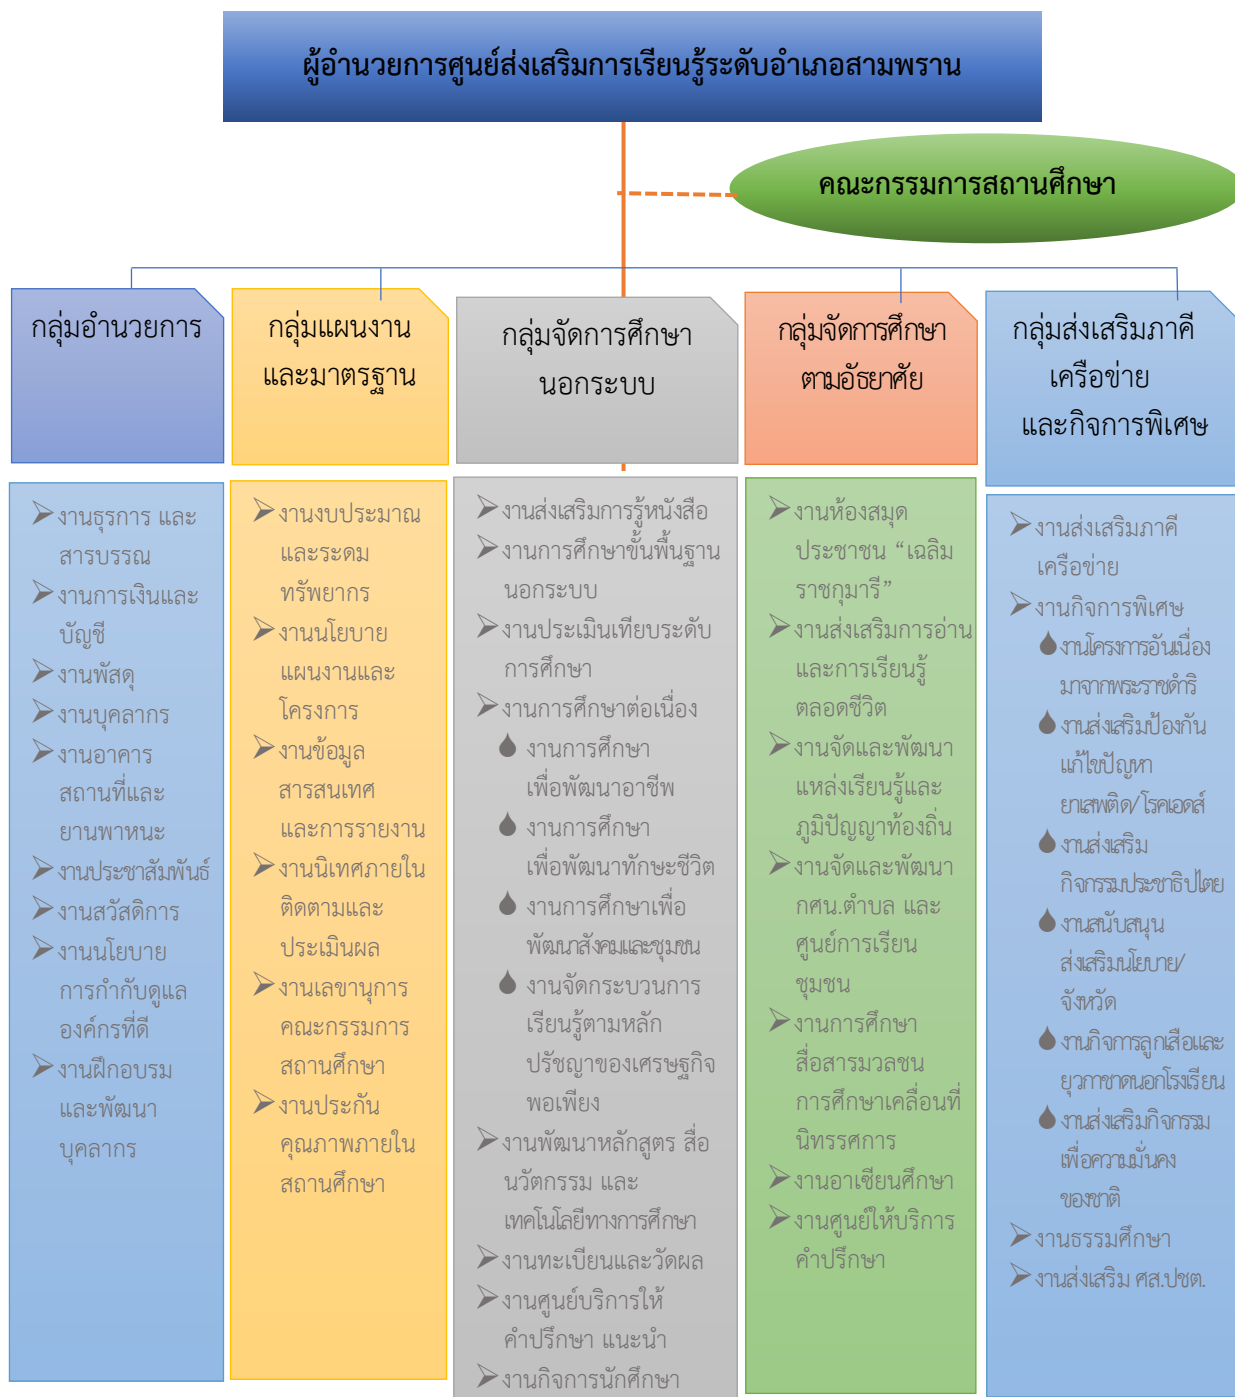 ผู้อำนวยการศูนย์ส่งเสริมการเรียนรู้ระดับอำเภอสามพราน
คณะกรรมการสถานศึกษา
กลุ่มอำนวยการ
งานธุรการ และ
สารบรรณ
งานการเงินและ
บัญชี
งานพัสดุ
งานบุคลากร
งานอาคาร
สถานที่และ
ยานพาหนะ
งานประชาสัมพันธ์
งานสวัสดิการ
งานนโยบาย
การกำกับดูแล
องค์กรที่ดี
งานฝึกอบรม
และพัฒนา
บุคลากร
กลุ่มแผนงาน
และมาตรฐาน
งานงบประมาณ
และระดม
ทรัพยากร
งานนโยบาย
แผนงานและ
โครงการ
งานข้อมูล
สารสนเทศ
และการรายงาน
งานนิเทศภายใน
ติดตามและ
ประเมินผล
งานเลขานุการ
คณะกรรมการ
สถานศึกษา
งานประกัน
คุณภาพภายใน
สถานศึกษา
กลุ่มจัดการศึกษา
นอกระบบ
งานส่งเสริมการรู้หนังสือ
งานการศึกษาขั้นพื้นฐาน
นอกระบบ
งานประเมินเทียบระดับ
การศึกษา
งานการศึกษาต่อเนื่อง
งานการศึกษา
เพื่อพัฒนาอาชีพ
งานการศึกษา
เพื่อพัฒนาทักษะชีวิต
งานการศึกษาเพื่อ
พัฒนาสังคมและชุมชน
งานจัดกระบวนการ
เรียนรู้ตามหลัก
ปรัชญาของเศรษฐกิจ
พอเพียง
งานพัฒนาหลักสูตร สื่อ
นวัตกรรม และ
เทคโนโลยีทางการศึกษา
งานทะเบียนและวัดผล
งานศูนย์บริการให้
คำปรึกษา แนะนำ
งานกิจการนักศึกษา
กลุ่มจัดการศึกษา
ตามอัธยาศัย
งานห้องสมุด
ประชาชน “เฉลิม
ราชกุมารี”
งานส่งเสริมการอ่าน
และการเรียนรู้
ตลอดชีวิต
งานจัดและพัฒนา
แหล่งเรียนรู้และ
ภูมิปัญญาท้องถิ่น
งานจัดและพัฒนา
กศน.ตำบล และ
ศูนย์การเรียน
ชุมชน
งานการศึกษา
สื่อสารมวลชน
การศึกษาเคลื่อนที่
นิทรรศการ
งานอาเซียนศึกษา
งานศูนย์ให้บริการ
คำปรึกษา
กลุ่มส่งเสริมภาคี
เครือข่าย
และกิจการพิเศษ
งานส่งเสริมภาคี
เครือข่าย
งานกิจการพิเศษ
งานโครงการอันเนื่อง
มาจากพระราชดำริ
งานส่งเสริมป้องกัน
แก้ไขปัญหา
ยาเสพติด/โรคเอดส์
งานส่งเสริม
กิจกรรมประชาธิปไตย
งานสนับสนุน
ส่งเสริมนโยบาย/
จังหวัด
งานกิจการลูกเสือและ
ยุวกาชาดนอกโรงเรียน
งานส่งเสริมกิจกรรม
เพื่อความมั่นคง
ของชาติ
งานธรรมศึกษา
งานส่งเสริม ศส.ปชต.